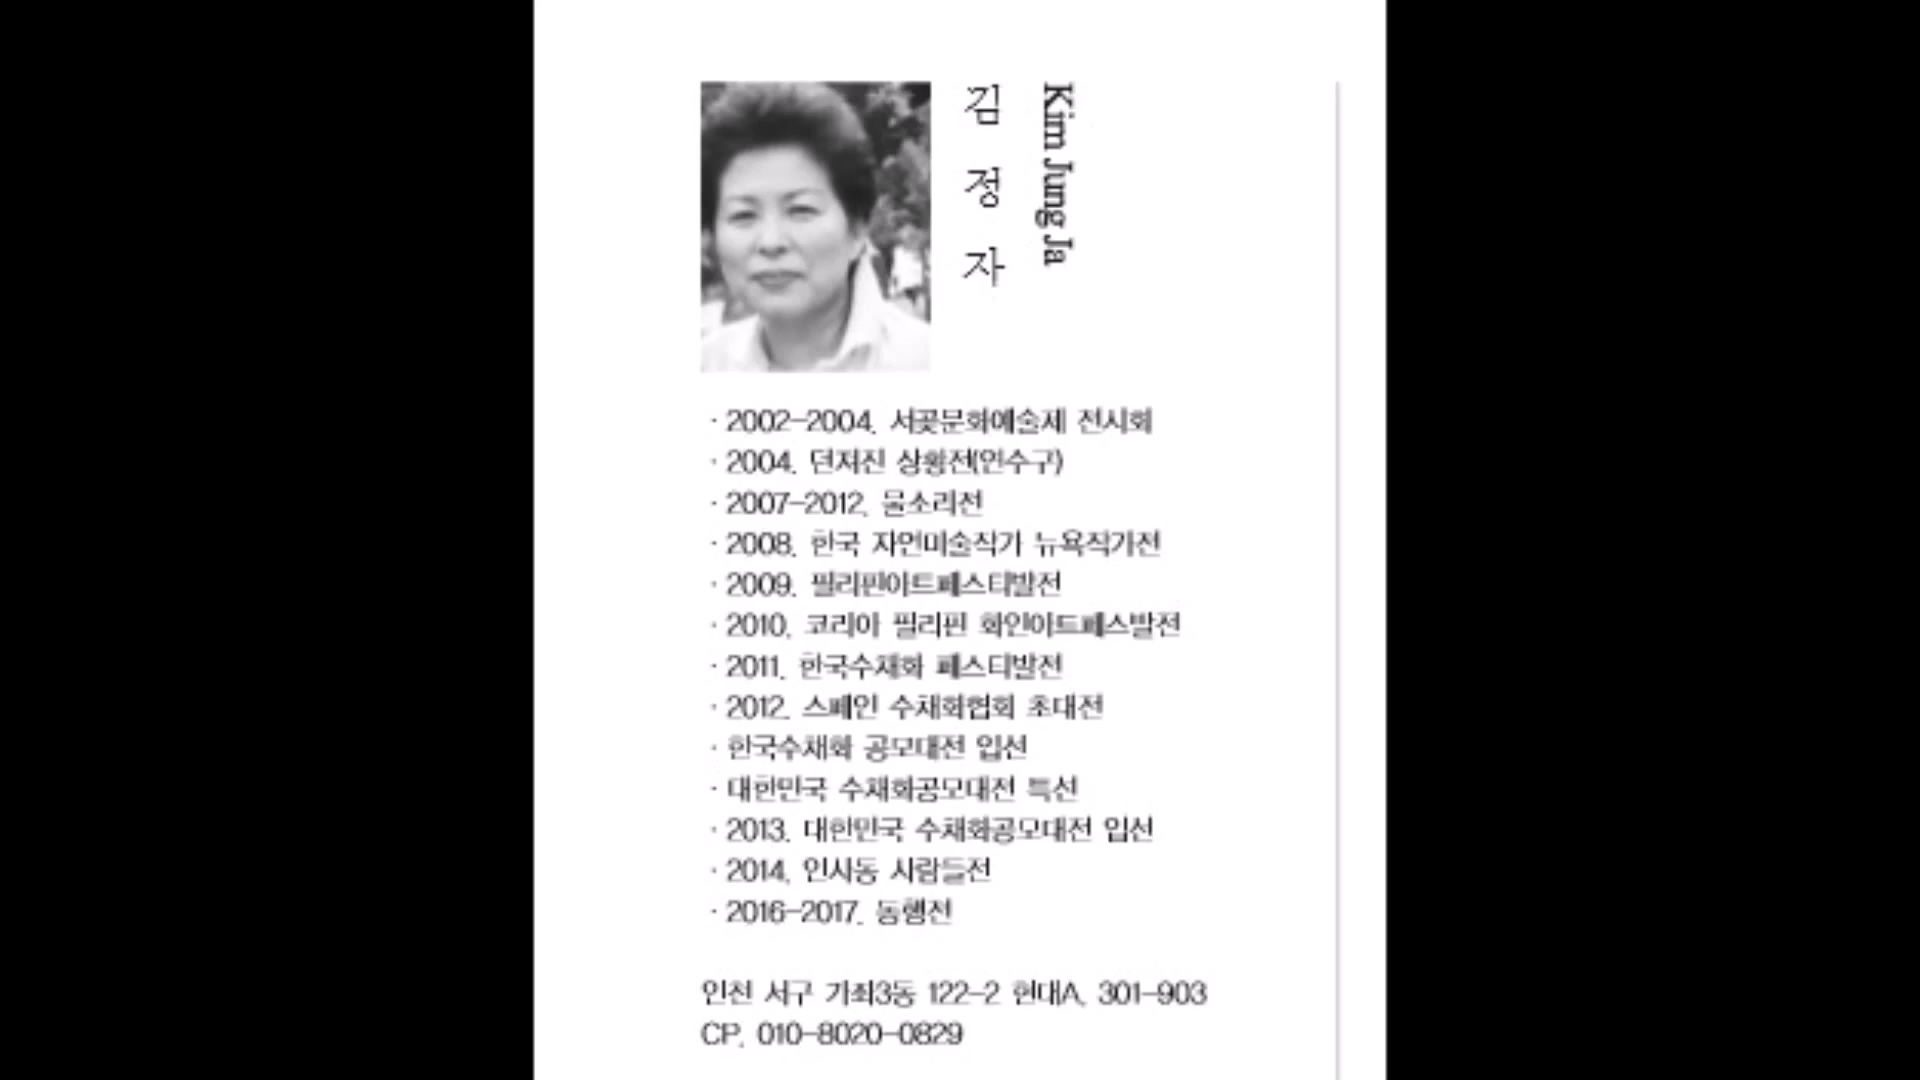 김정자
Kim Jung Ja
· 2002-2004. 서곶문화예술제 전시회
· 2004. 던져진 상황전(연수구)
· 2007-2012. 물소리전
· 2008. 한국 자연미술작가 뉴욕작가전
· 2009. 필리핀아트페스티발전
· 2010. 코리아 필리핀 화인아트페스발전
· 2011. 한국수채화 페스티발전
· 2012. 스페인 수채화협회 초대전
· 한국수채화 공모대전 입선
· 대한민국 수채화공모대전 특선
· 2013. 대한민국 수채화공모대전 입선
· 2014. 인사동 사람들전
· 2016-2017. 동행전
인천 서구 가좌3동 122-2 현대A. 301-903
CP. 010-8020-0829